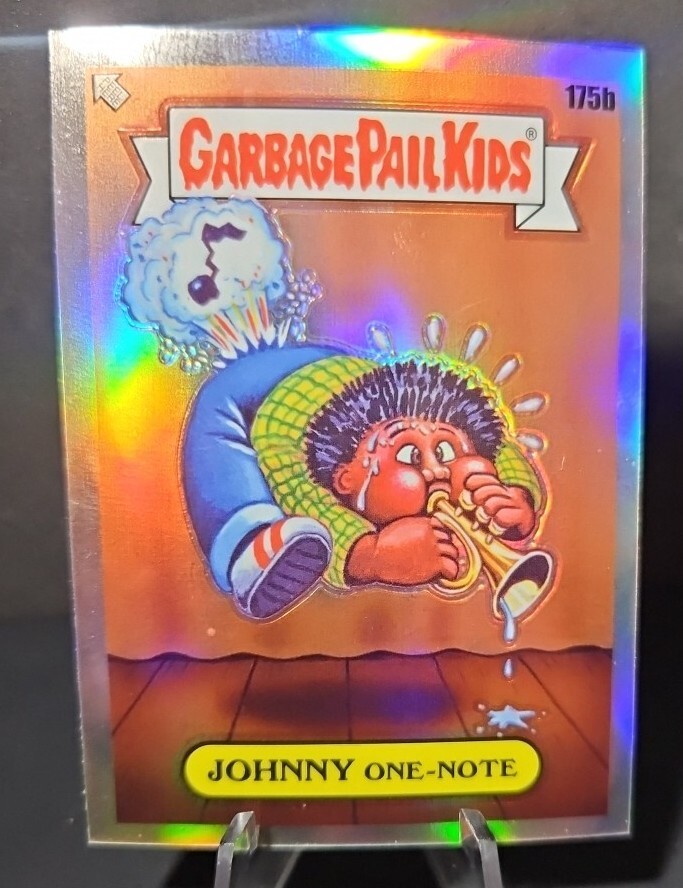 175b
GARBAGE PAIL KIDS®
JOHNNY ONE-NOTE